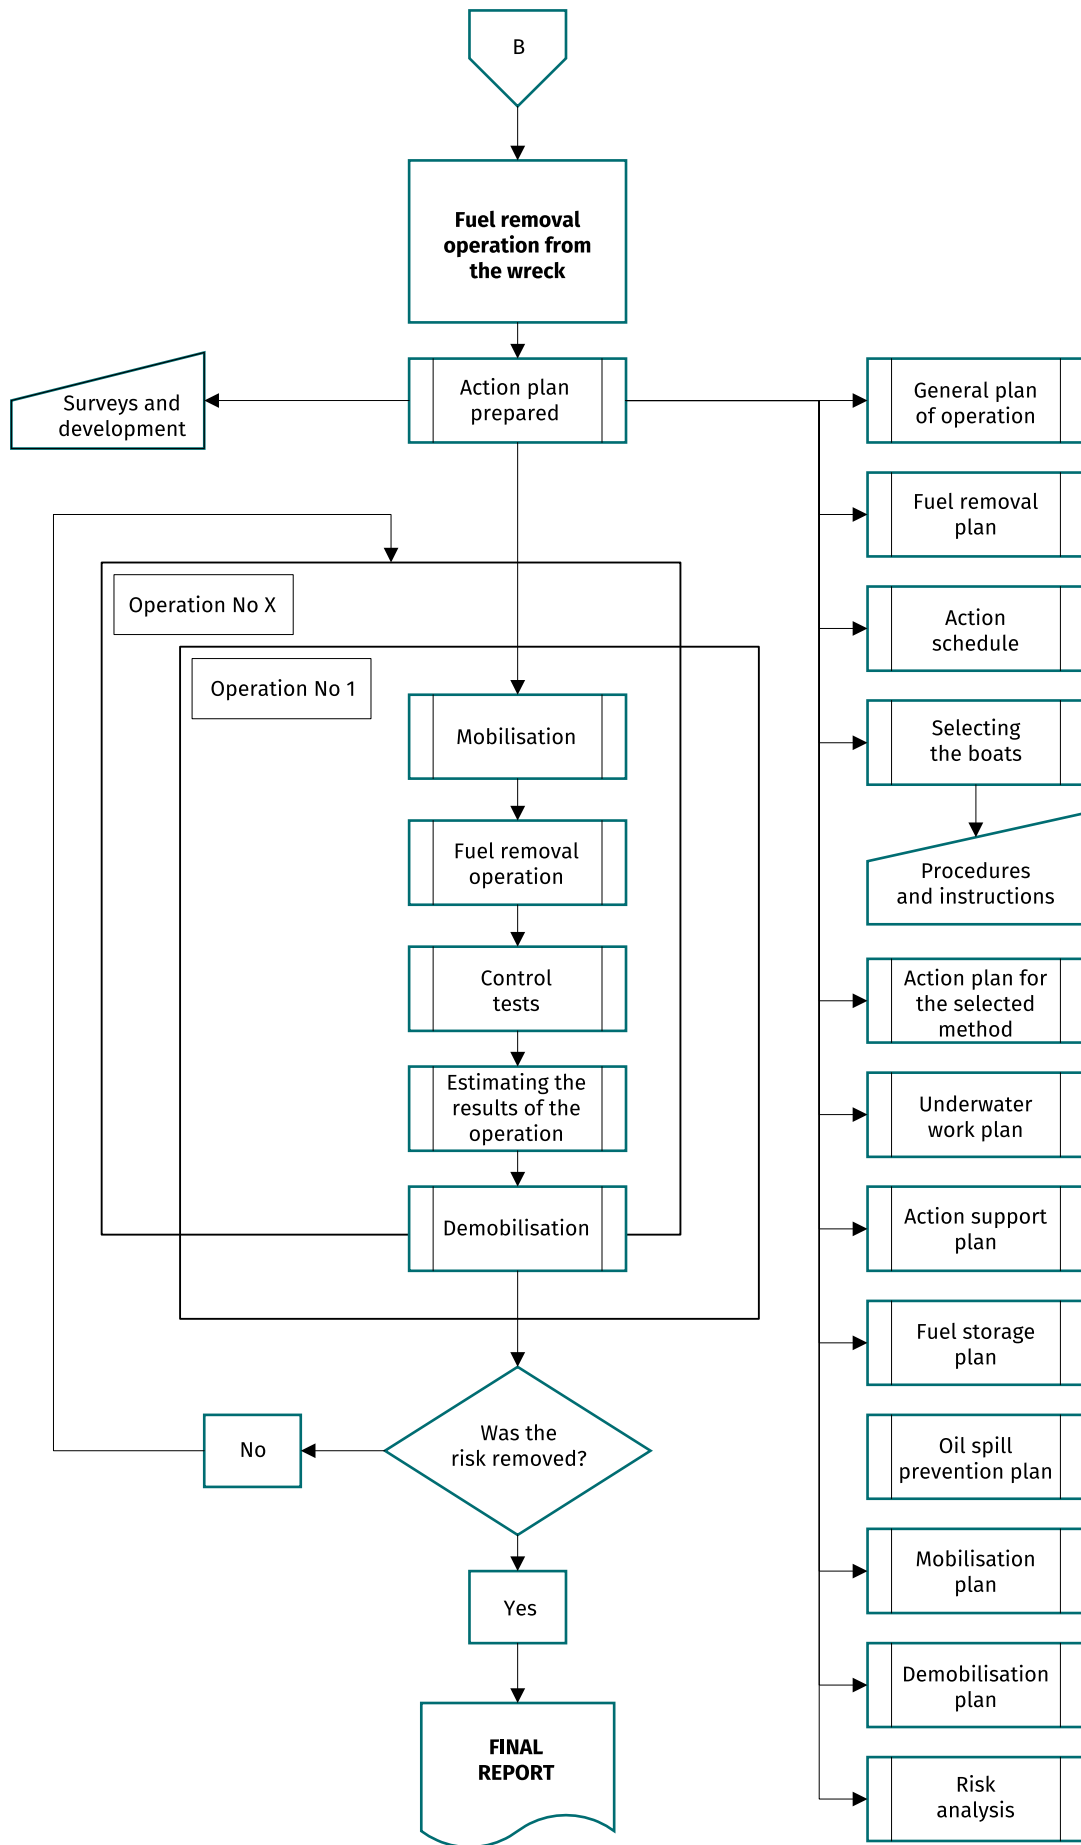 B
Fuel removal
operation from
the wreck
Surveys and
development
Action plan
prepared
General plan
of operation
Fuel removal
plan
Action
schedule
Selecting
the boats
Procedures
and instructions
Action plan for
the selected
method
Underwater
work plan
Action support
plan
Fuel storage
plan
Oil spill
prevention plan
Mobilisation
plan
Demobilisation
plan
Risk
analysis
Operation No X
Operation No 1
Mobilisation
Fuel removal
operation
Control
tests
Estimating the
results of the
operation
Demobilisation
Was the
risk removed?
No
Yes
FINAL
REPORT